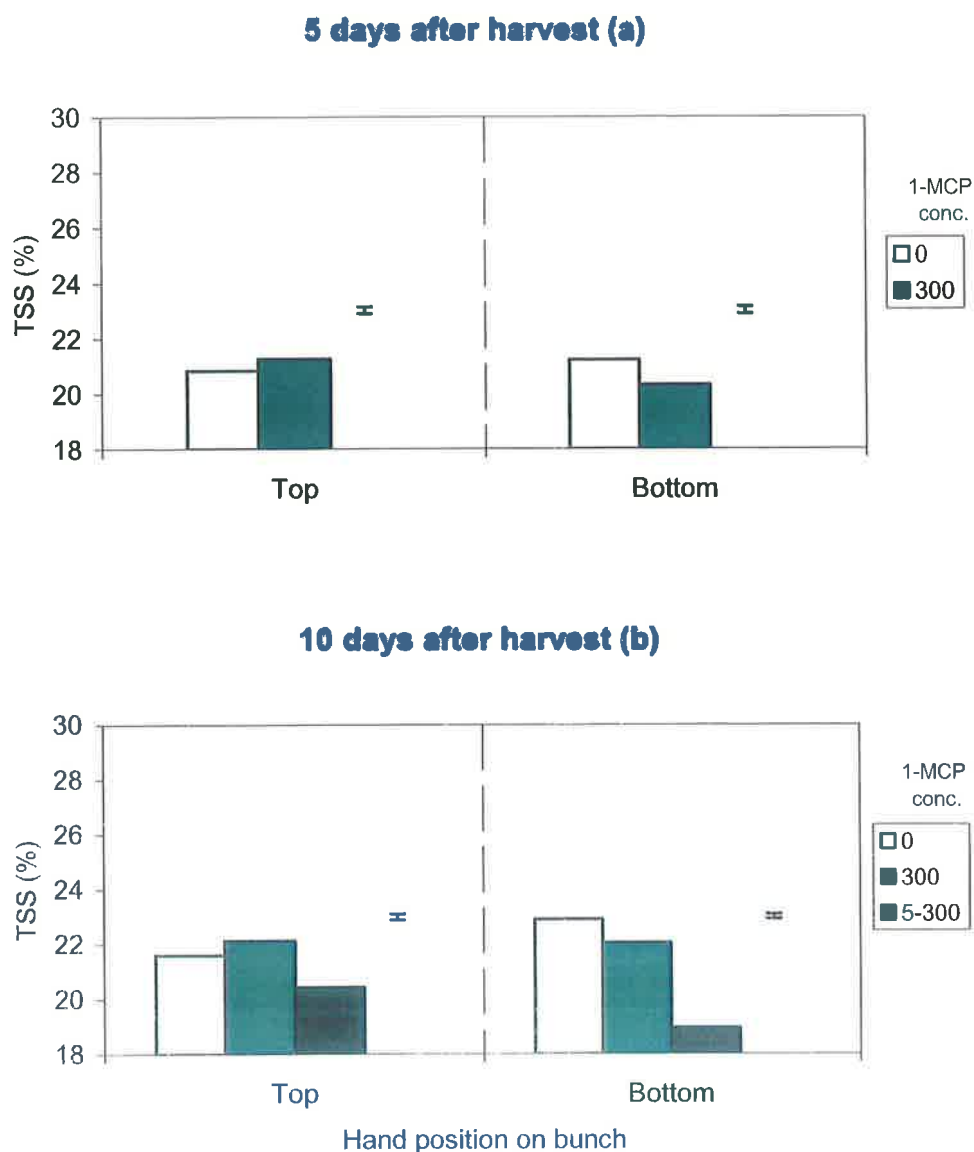 5 days after harvest (a)
30
28
26
24
22
20
18
TSS (%)
Top
Bottom
1-MCP
conc.
0
300
10 days after harvest (b)
30
28
26
24
22
20
18
TSS (%)
Top
Bottom
Hand position on bunch
1-MCP
conc.
0
300
5-300